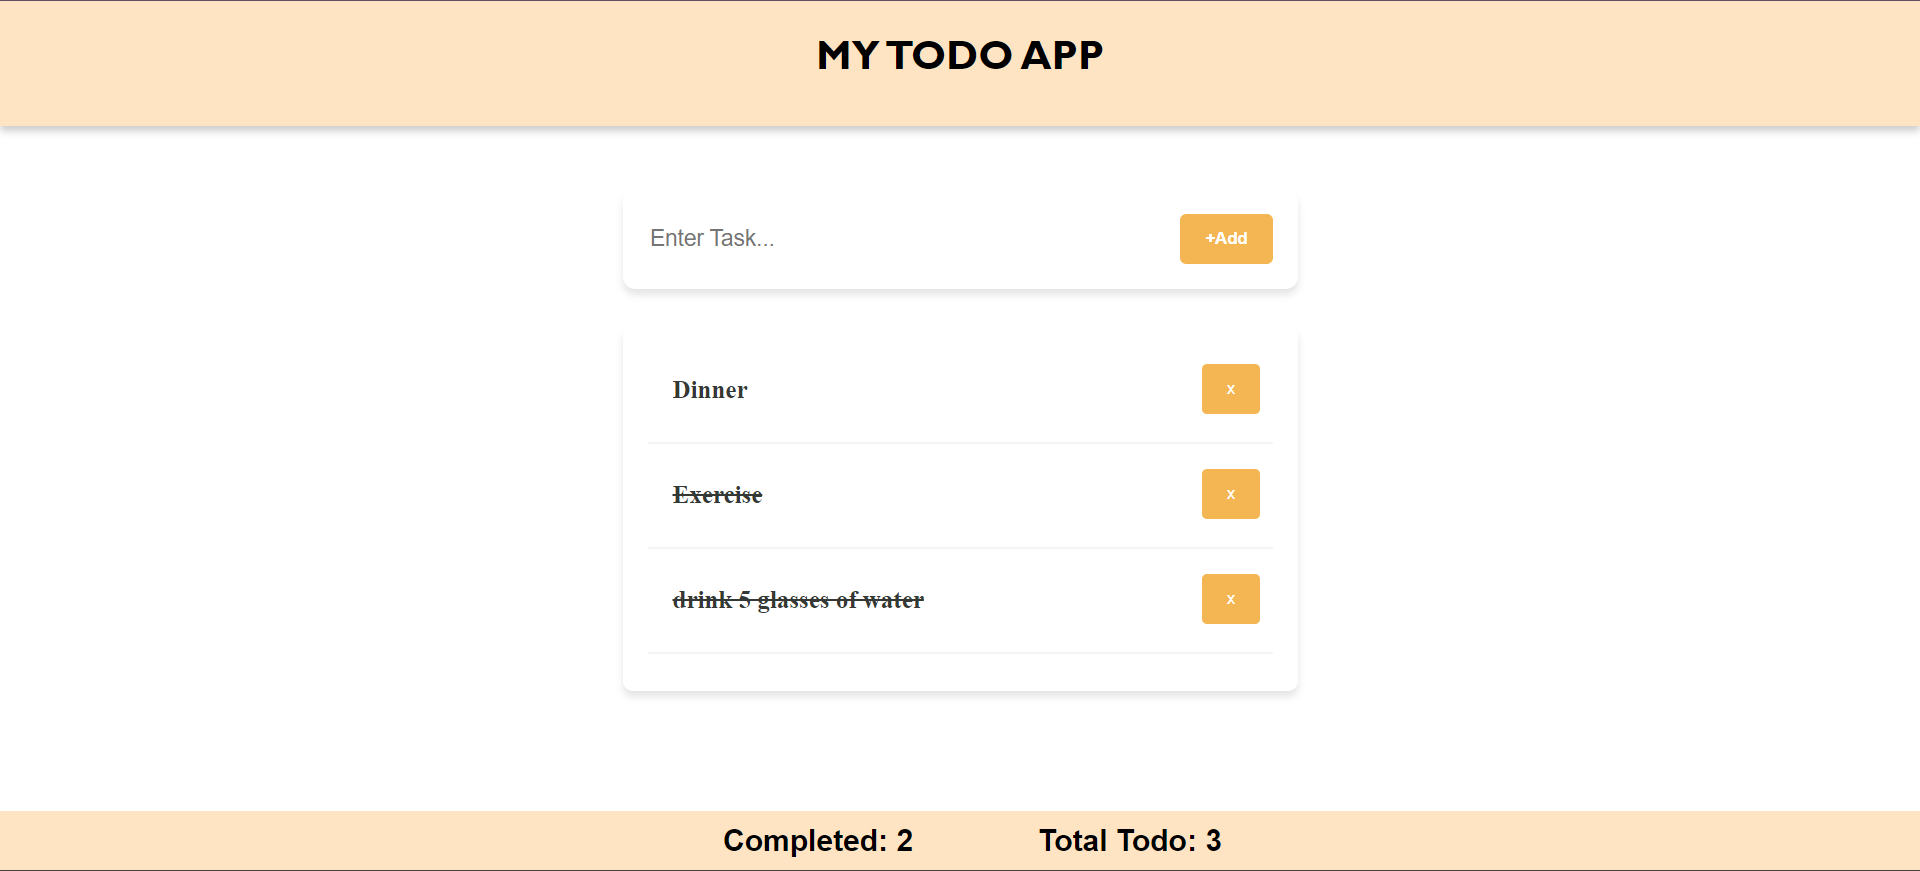 MY TODO APP
Enter Task...
+Add
Dinner
x
Exercise
x
drink 5 glasses of water
x
Completed: 2
Total Todo: 3